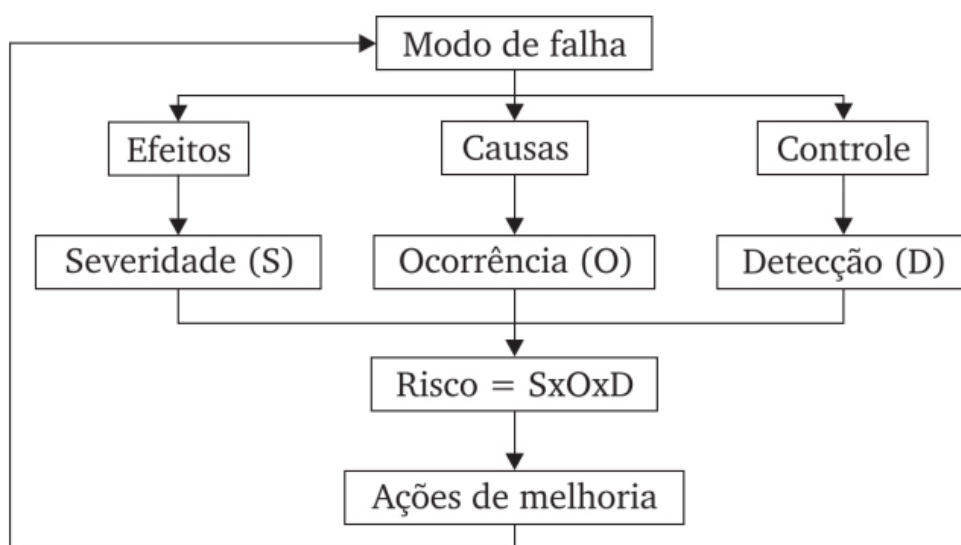 Modo de falha
Efeitos
Causas
Controle
Severidade (S)
Ocorrência (O)
Detecção (D)
Risco = SxOxD
Ações de melhoria